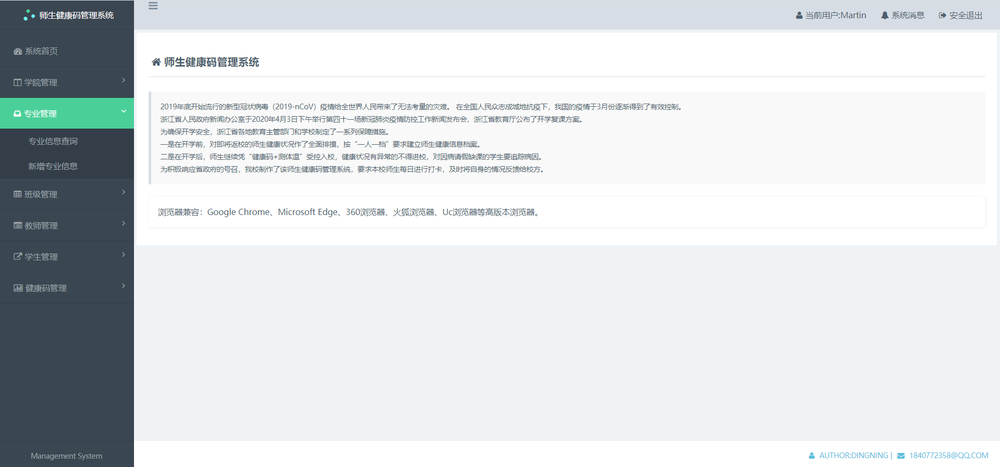 师生健康码管理系统
当前用户:Martin 系统消息 安全退出
系统首页
学院管理
专业管理
专业信息查询
新增专业信息
班级管理
教师管理
学生管理
健康码管理
Management System
师生健康码管理系统
2019年底开始流行的新型冠状病毒（2019-nCoV）疫情给全世界人民带来了无法考量的灾难。 在全国人民众志成城地抗疫下，我国的疫情于3月份逐渐得到了有效控制。
浙江省人民政府新闻办公室于2020年4月3日下午举行第四十一场新冠肺炎疫情防控工作新闻发布会，浙江省教育厅公布了开学复课方案。
为确保开学安全，浙江省各地教育主管部门和学校制定了一系列保障措施。
一是在开学前，对即将返校的师生健康状况作了全面排摸，按“一人一档”要求建立师生健康信息档案。
二是在开学后，师生继续凭“健康码+测体温”受控入校，健康状况有异常的不得进校，对因病请假缺课的学生要追踪病因。
为积极响应省政府的号召，我校制作了该师生健康码管理系统，要求本校师生每日进行打卡，及时将自身的情况反馈给校方。
浏览器兼容：Google Chrome、Microsoft Edge、360浏览器、火狐浏览器、Uc浏览器等高版本浏览器。
AUTHOR:DINGNING | 1840772358@QQ.COM